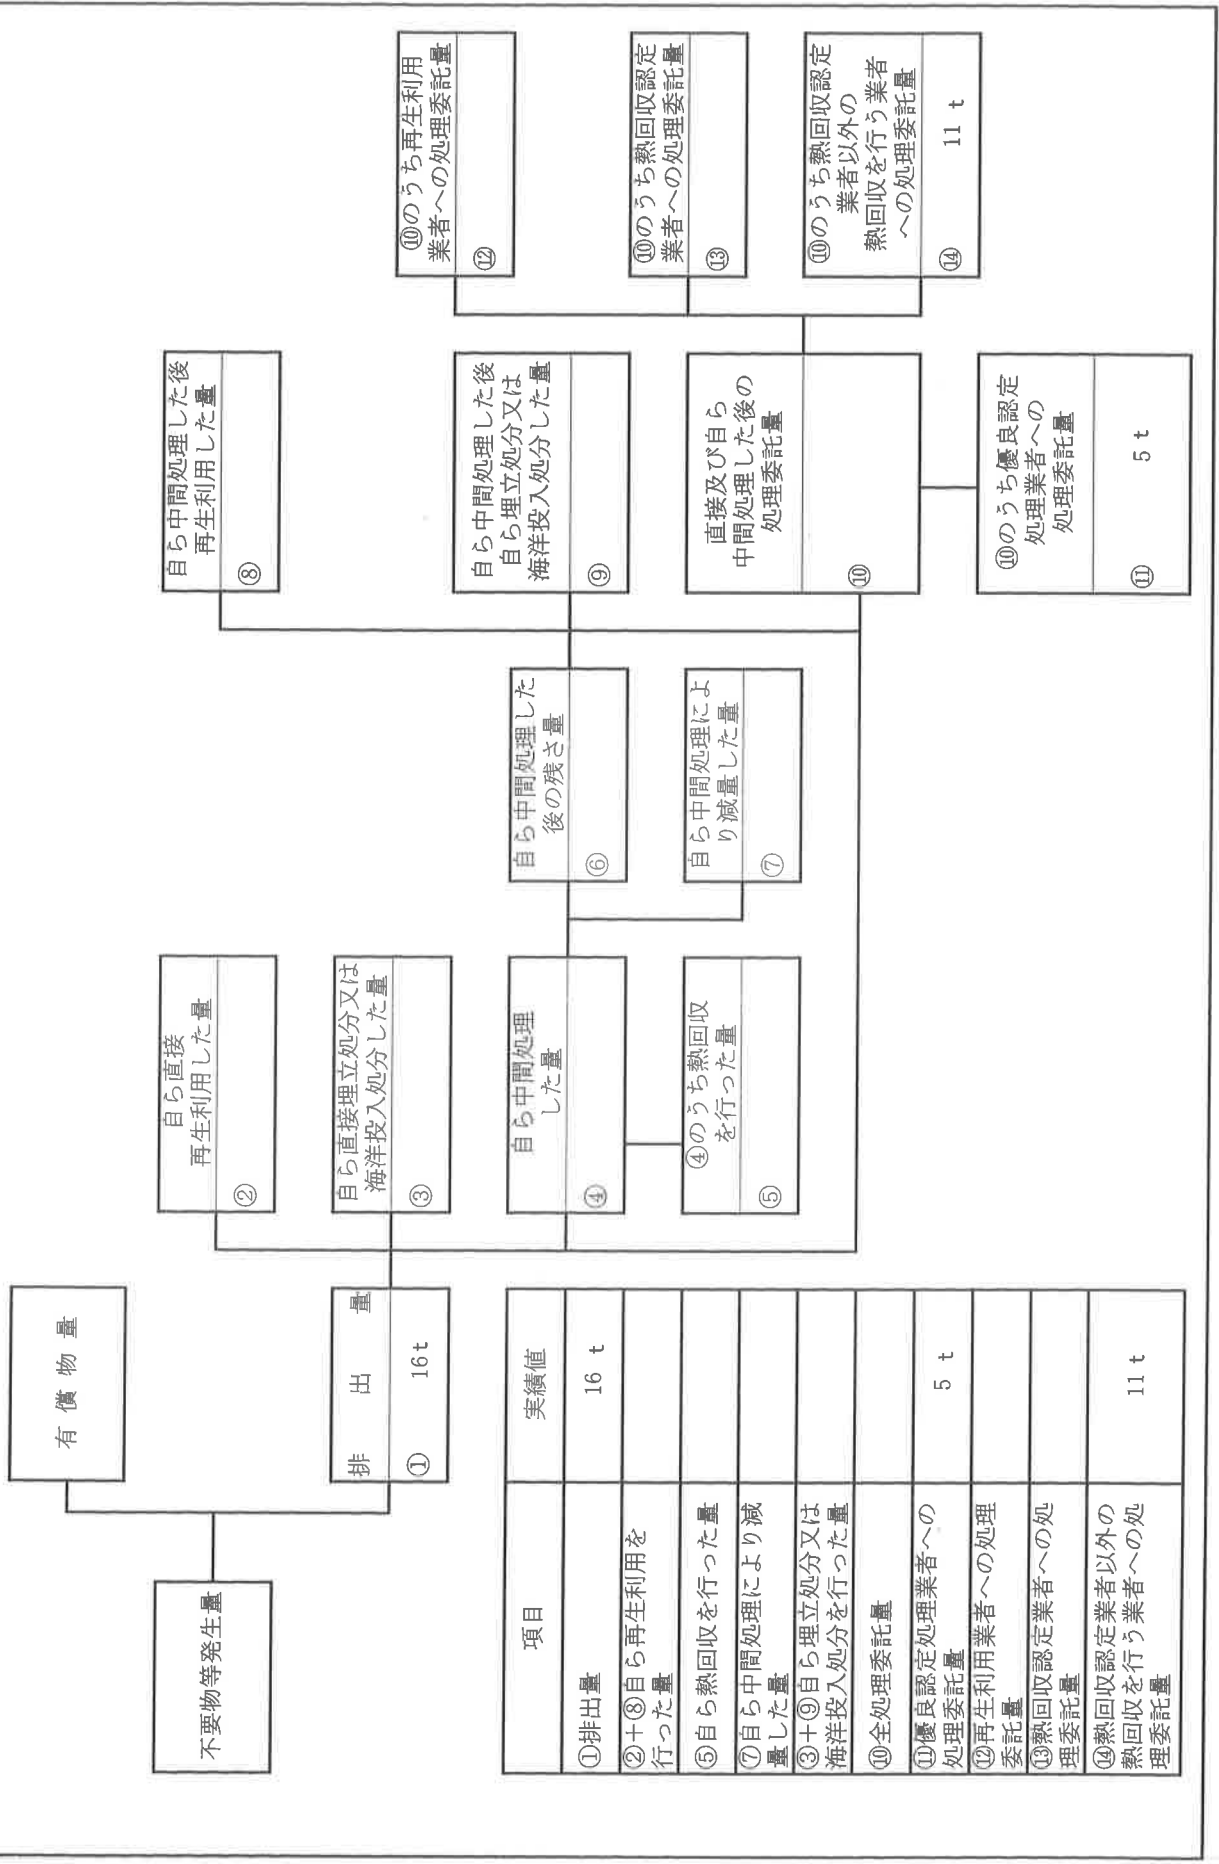 有償物量
不要物等発生量
排出量
① 16t
自ら直接
再生利用した量
②
自ら直接埋立処分又は
海洋投入処分した量
③
自ら中間処理
した量
④
④のうち熱回収
を行った量
⑤
自ら中間処理した
後の残さ量
⑥
自ら中間処理によ
り減量した量
⑦
自ら中間処理した後
再生利用した量
⑧
自ら中間処理した後
自ら埋立処分又は
海洋投入処分した量
⑨
直接及び自ら
中間処理した後の
処理委託量
⑩
⑩のうち優良認定
処理業者への
処理委託量
⑪ 5 t
⑩のうち再生利用
業者への処理委託量
⑫
⑩のうち熱回収認定
業者への処理委託量
⑬
⑩のうち熱回収認定
業者以外の
熱回収を行う業者
への処理委託量
⑭ 11 t
項目 実績値
①排出量 16 t
②+⑧自ら再生利用を
行った量
⑤自ら熱回収を行った量
⑦自ら中間処理により減
量した量
③+⑨自ら埋立処分又は
海洋投入処分を行った量
⑩全処理委託量
⑪優良認定処理業者への
処理委託量 5 t
⑫再生利用業者への処理
委託量
⑬熱回収認定業者への処
理委託量
⑭熱回収認定業者以外の
熱回収を行う業者への処
理委託量 11 t